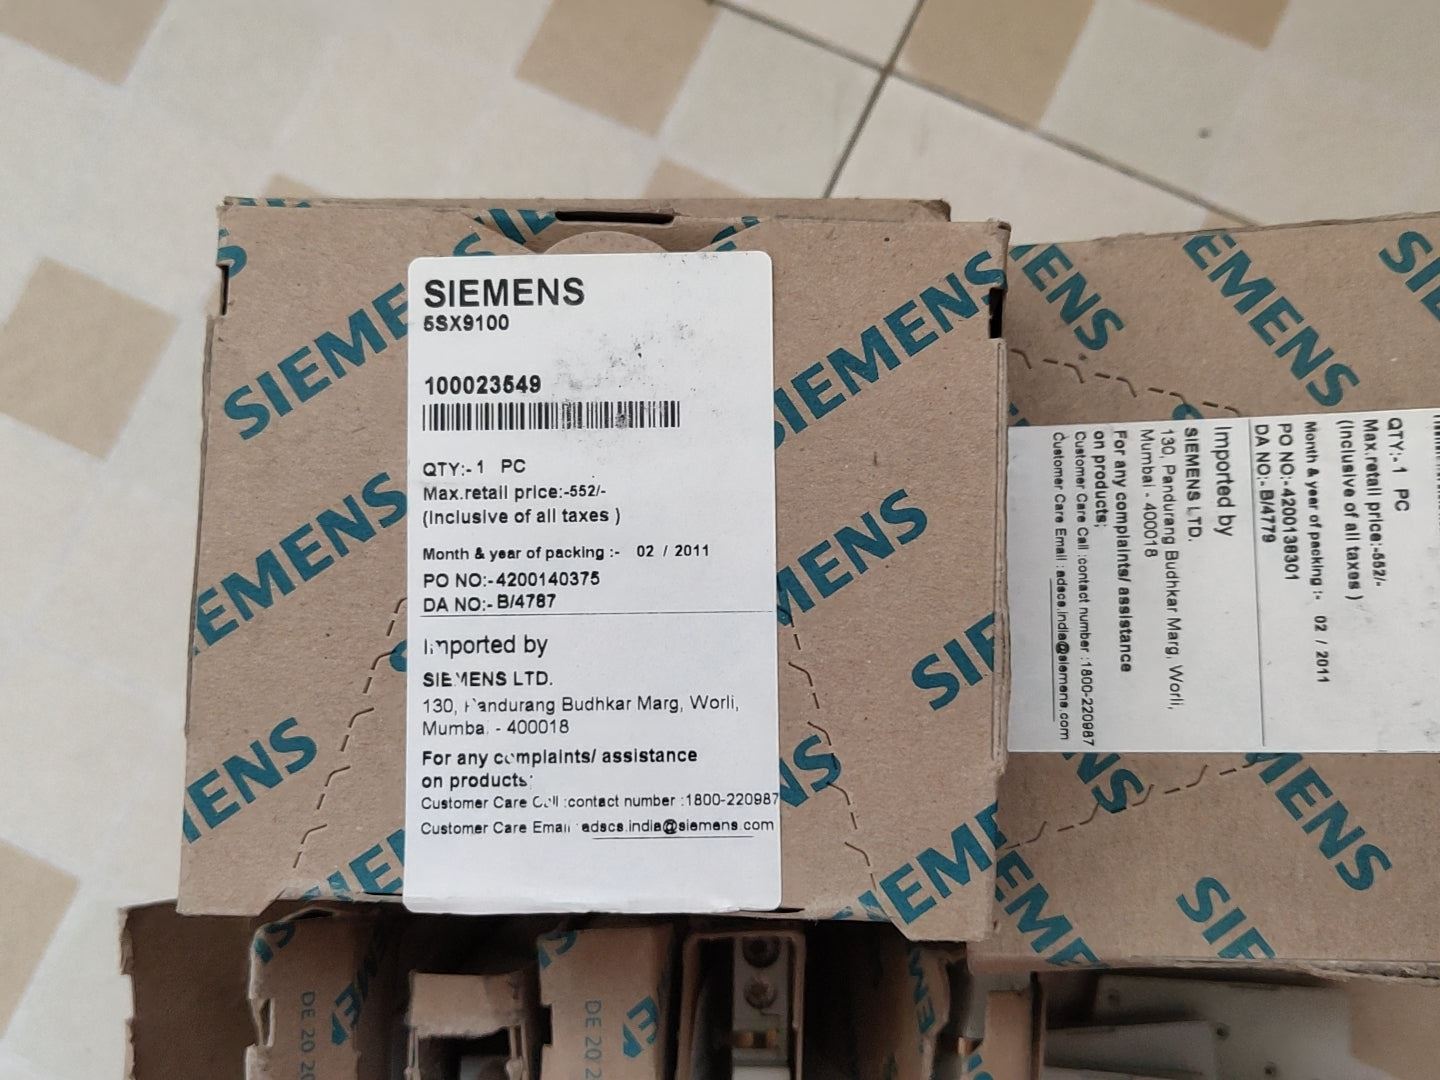 SIEMENS
5SX9100
100023549
QTY:- 1 PC
Max.retail price:-552/-
(Inclusive of all taxes )
Month & year of packing :- 02 / 2011
PO NO:- 4200140375
DA NO:- B/4787
Imported by
SIEMENS LTD.
130, Pandurang Budhkar Marg, Worli,
Mumbai - 400018
For any complaints/ assistance
on products:
Customer Care Call :contact number :1800-220987
Customer Care Email : adscs.india@siemens.com
QTY:- 1 PC
Max.retail price:-552/-
(Inclusive of all taxes )
Month & year of packing :- 02 / 2011
PO NO:- 4200138301
DA NO:- B/4779
Imported by
SIEMENS LTD.
130, Pandurang Budhkar Marg, Worli,
Mumbai - 400018
For any complaints/ assistance
on products:
Customer Care Call :contact number :1800-220987
Customer Care Email : adscs.india@siemens.com
SIEMENS
SIEMENS
SIEMENS
SIEMENS
SIEMENS
DE 20
DE 20 2